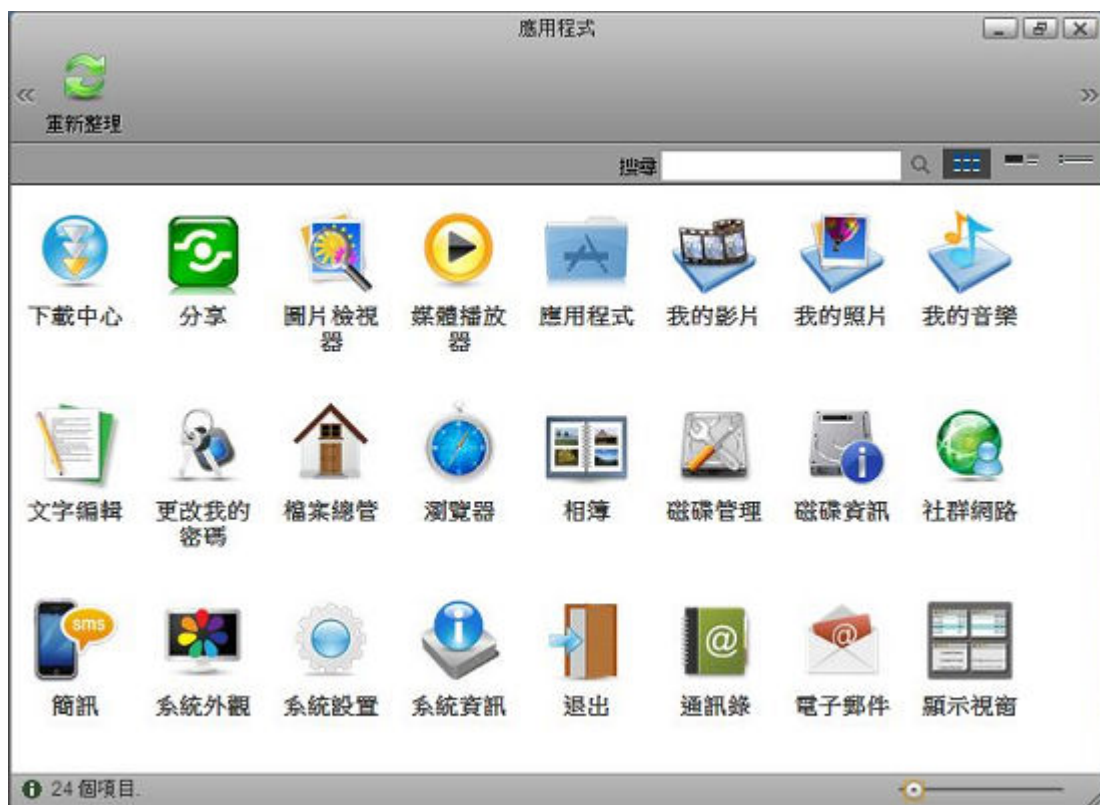 應用程式
重新整理
搜尋
下載中心 分享 圖片檢視器 媒體播放器 應用程式 我的影片 我的照片 我的音樂
文字編輯 更改我的密碼 檔案總管 瀏覽器 相簿 磁碟管理 磁碟資訊 社群網路
sms
簡訊 系統外觀 系統設置 系統資訊 退出 通訊錄 電子郵件 顯示視窗
24 個項目.